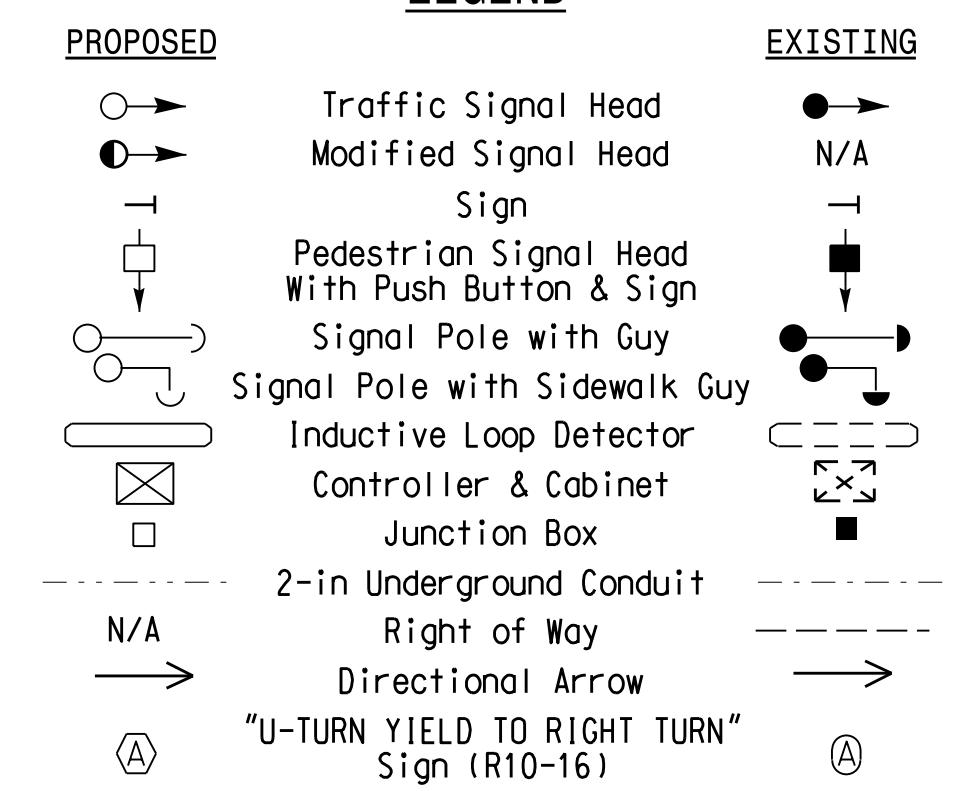 LEGEND
PROPOSED EXISTING
Traffic Signal Head
Modified Signal Head N/A
Sign
Pedestrian Signal Head
With Push Button & Sign
Signal Pole with Guy
Signal Pole with Sidewalk Guy
Inductive Loop Detector
Controller & Cabinet
Junction Box
2-in Underground Conduit
N/A Right of Way
Directional Arrow
"U-TURN YIELD TO RIGHT TURN"
A Sign (R10-16) A